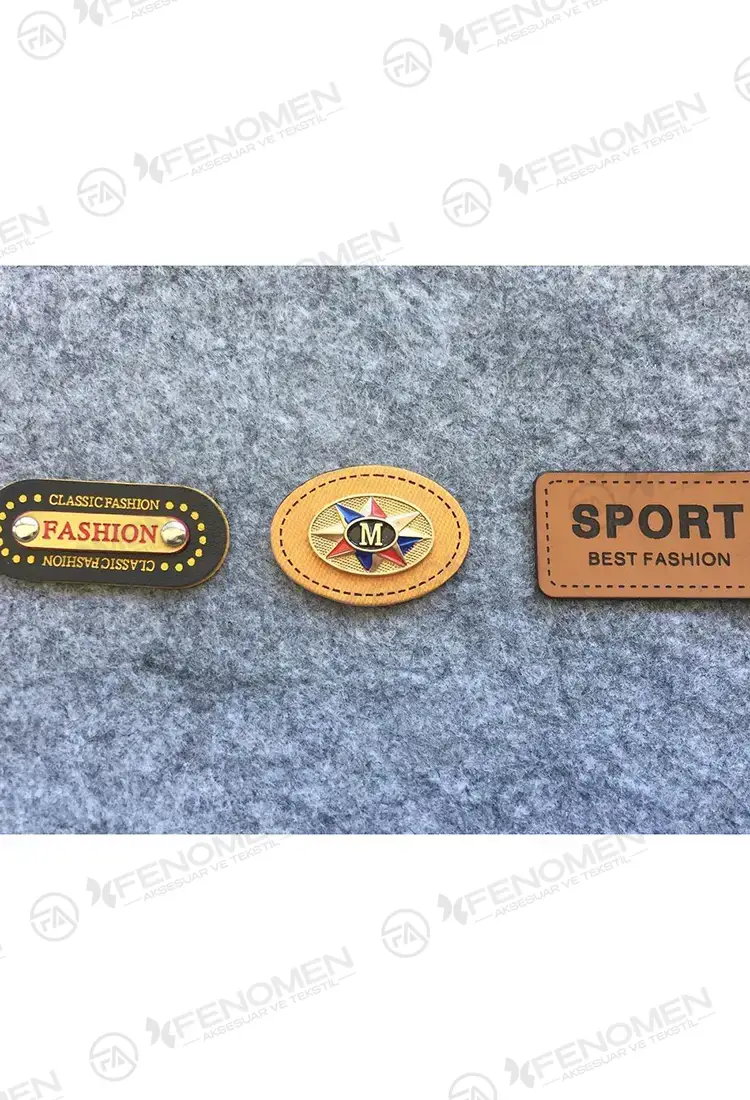 CLASSIC FASHION
FASHION
CLASSIC FASHION
M
SPORT
BEST FASHION
FENOMEN
AKSESUAR VE TEKSTİL